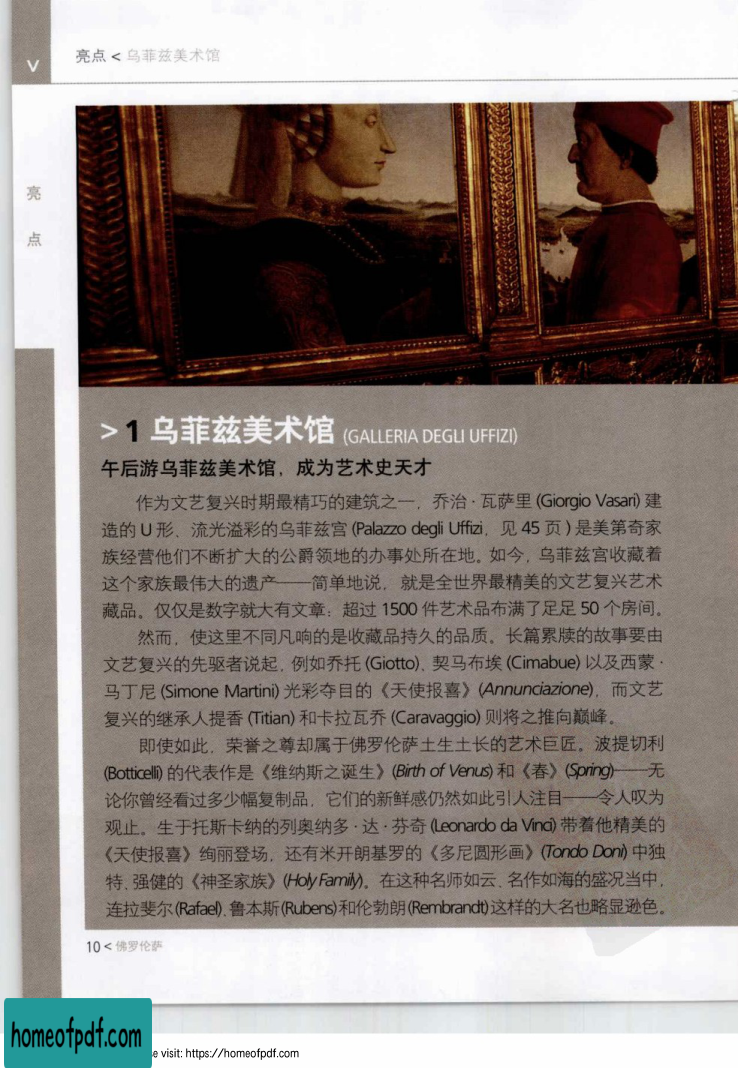 亮点 < 乌菲兹美术馆
>
亮
点
> 1 乌菲兹美术馆 (GALLERIA DEGLI UFFIZI)
午后游乌菲兹美术馆，成为艺术史天才
作为文艺复兴时期最精巧的建筑之一，乔治·瓦萨里 (Giorgio Vasari) 建
造的 U 形、流光溢彩的乌菲兹宫 (Palazzo degli Uffizi，见 45 页 ) 是美第奇家
族经营他们不断扩大的公爵领地的办事处所在地。如今，乌菲兹宫收藏着
这个家族最伟大的遗产——简单地说，就是全世界最精美的文艺复兴艺术
藏品。仅仅是数字就大有文章：超过 1500 件艺术品布满了足足 50 个房间。
然而，使这里不同凡响的是收藏品持久的品质。长篇累牍的故事要由
文艺复兴的先驱者说起，例如乔托 (Giotto)、契马布埃 (Cimabue) 以及西蒙·
马丁尼 (Simone Martini) 光彩夺目的《天使报喜》(Annunciazione)，而文艺
复兴的继承人提香 (Titian) 和卡拉瓦乔 (Caravaggio) 则将之推向巅峰。
即使如此，荣誉之尊却属于佛罗伦萨土生土长的艺术巨匠。波提切利
(Botticelli) 的代表作是《维纳斯之诞生》(Birth of Venus) 和《春》(Spring)——无
论你曾经看过多少幅复制品，它们的新鲜感仍然如此引人注目——令人叹为
观止。生于托斯卡纳的列奥纳多·达·芬奇 (Leonardo da Vinci) 带着他精美的
《天使报喜》绚丽登场，还有米开朗基罗的《多尼圆形画》(Tondo Doni) 中独
特、强健的《神圣家族》(Holy Family)。在这种名师如云、名作如海的盛况当中，
连拉斐尔 (Rafael)、鲁本斯 (Rubens) 和伦勃朗 (Rembrandt) 这样的大名也略显逊色。
10 < 佛罗伦萨
homeofpdf.com
e visit: https://homeofpdf.com